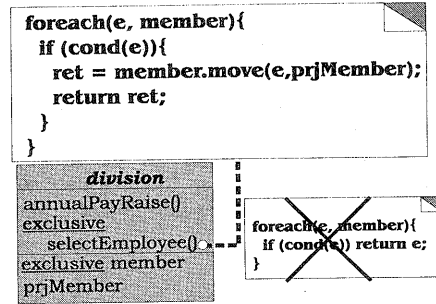 foreach(e, member){
if (cond(e)){
ret = member.move(e,prjMember);
return ret;
}
}
division
annualPayRaise()
exclusive
selectEmployee()
exclusive member
prjMember
foreach(e, member){
if (cond(e)) return e;
}